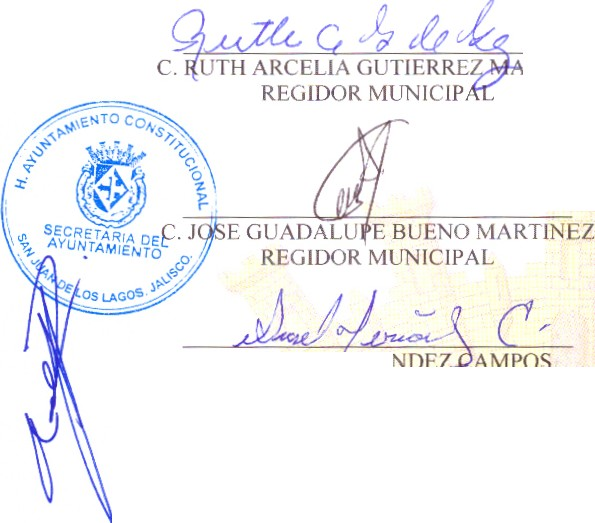 C. RUTH ARCELIA GUTIERREZ MA
REGIDOR MUNICIPAL
H. AYUNTAMIENTO CONSTITUCIONAL
SECRETARIA DEL
AYUNTAMIENTO
SAN JUAN DE LOS LAGOS, JALISCO.
C. JOSE GUADALUPE BUENO MARTINEZ
REGIDOR MUNICIPAL
NDEZ CAMPOS